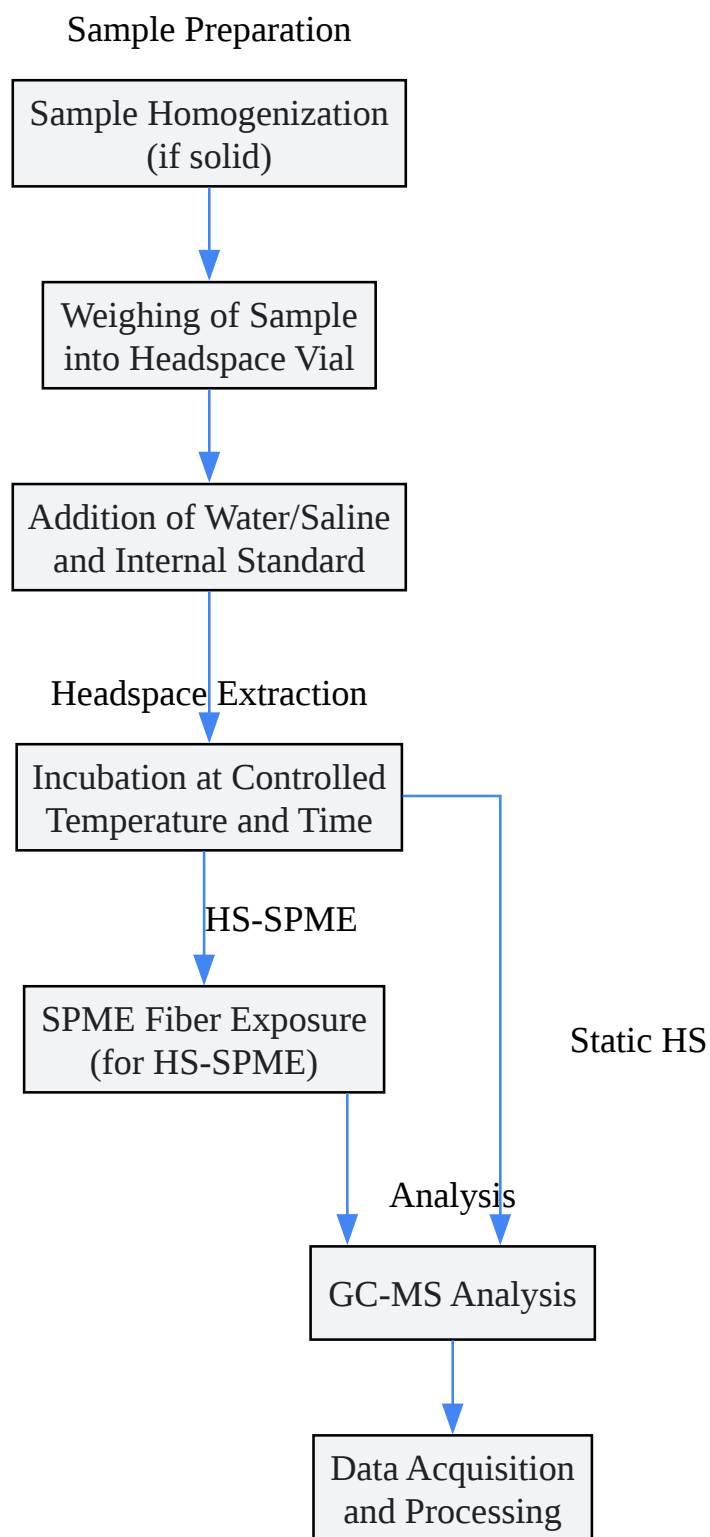 Sample Preparation
Sample Homogenization
(if solid)
Weighing of Sample
into Headspace Vial
Addition of Water/Saline
and Internal Standard
Headspace Extraction
Incubation at Controlled
Temperature and Time
HS-SPME
SPME Fiber Exposure
(for HS-SPME)
Static HS
Analysis
GC-MS Analysis
Data Acquisition
and Processing